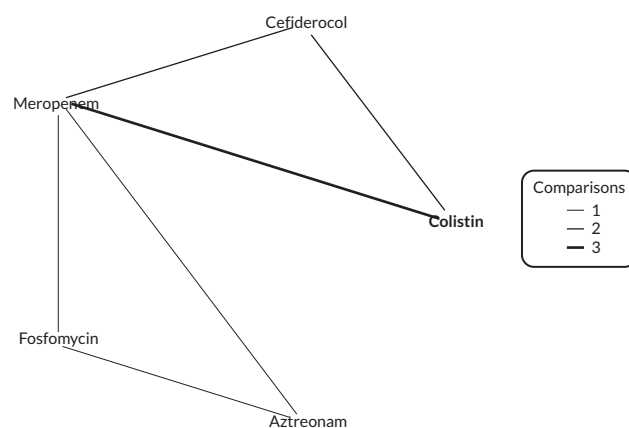 Cefiderocol
Meropenem
Colistin
Comparisons
1
2
3
Fosfomycin
Aztreonam